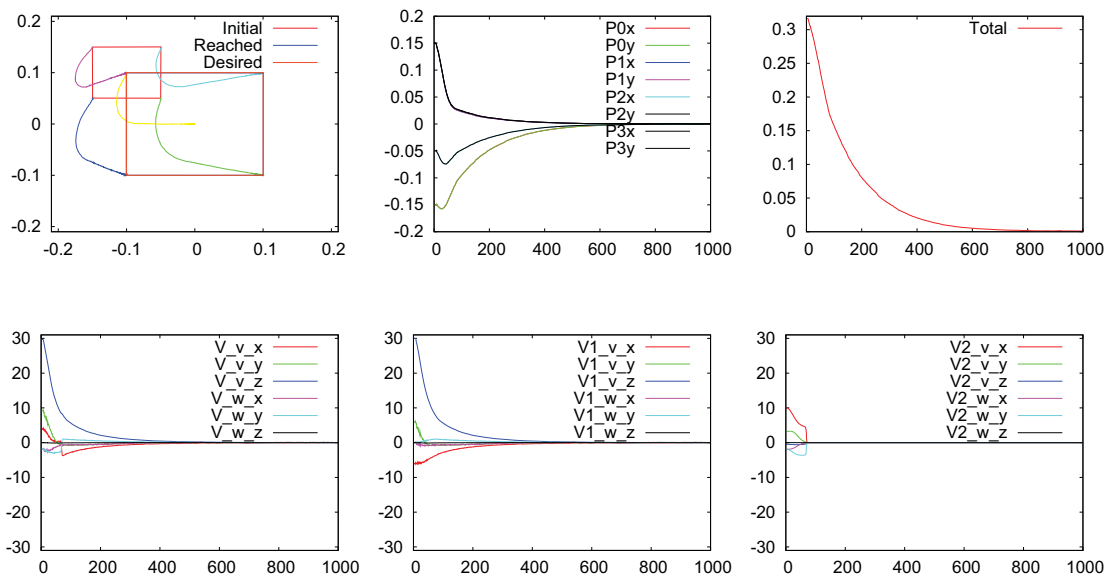 0.2
0.1
0
-0.1
-0.2
-0.2
-0.1
0
0.1
0.2
Initial
Reached
Desired
0.2
0.15
0.1
0.05
0
-0.05
-0.1
-0.15
-0.2
0
200
400
600
800
1000
P0x
P0y
P1x
P1y
P2x
P2y
P3x
P3y
0.3
0.25
0.2
0.15
0.1
0.05
0
0
200
400
600
800
1000
Total
30
20
10
0
-10
-20
-30
0
200
400
600
800
1000
V_v_x
V_v_y
V_v_z
V_w_x
V_w_y
V_w_z
30
20
10
0
-10
-20
-30
0
200
400
600
800
1000
V1_v_x
V1_v_y
V1_v_z
V1_w_x
V1_w_y
V1_w_z
30
20
10
0
-10
-20
-30
0
200
400
600
800
1000
V2_v_x
V2_v_y
V2_v_z
V2_w_x
V2_w_y
V2_w_z